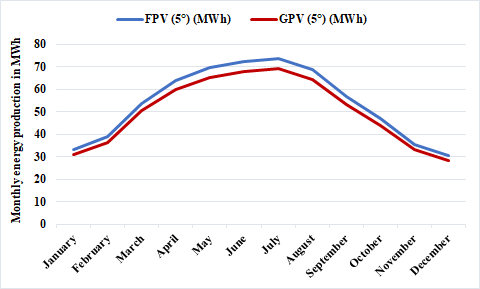 FPV (5°) (MWh) GPV (5°) (MWh)
Monthly energy production in MWh
80
70
60
50
40
30
20
10
0
January
February
March
April
May
June
July
August
September
October
November
December